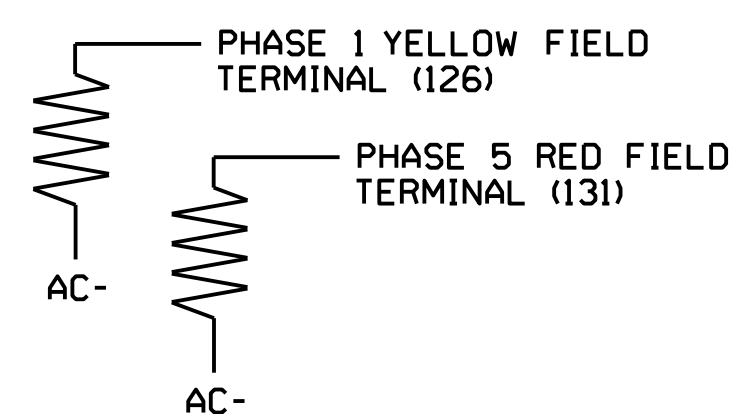 PHASE 1 YELLOW FIELD
TERMINAL (126)
PHASE 5 RED FIELD
TERMINAL (131)
AC-
AC-